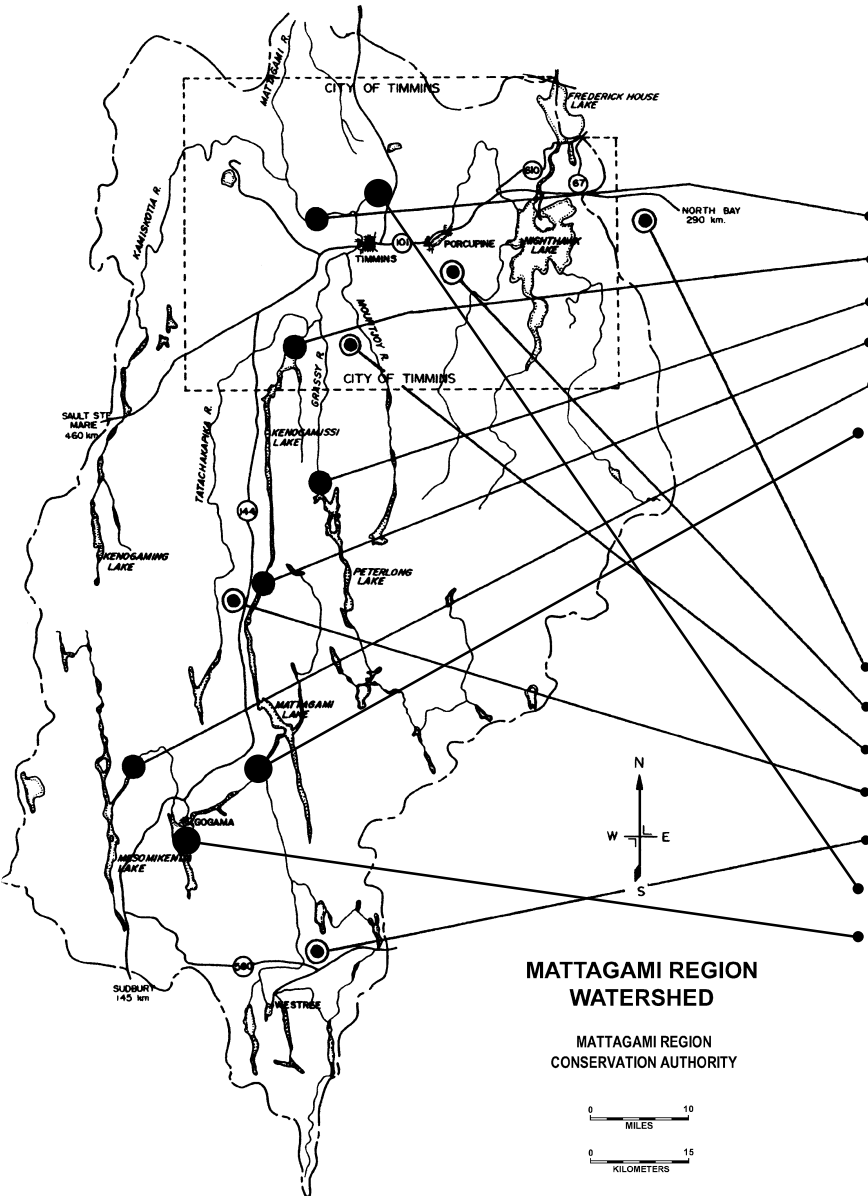 MATTAGAMI R.
CITY OF TIMMINS
FREDERICK HOUSE
LAKE
610
67
KAMISKOTIA R.
NORTH BAY
290 km.
101
PORCUPINE
NIGHTHAWK
LAKE
TIMMINS
MOUNTJOY R.
GRASSY R.
CITY OF TIMMINS
SAULT STE
MARIE
460 km
TATACHAKAPIKA R.
KENOGAMISSI
LAKE
144
KENOGAMING
LAKE
PETERLONG
LAKE
MATTAGAMI
LAKE
GOGAMA
MESOMIKENDA
LAKE
N
W E
S
560
SUDBURY
145 km
WESTREE
MATTAGAMI REGION
WATERSHED
MATTAGAMI REGION
CONSERVATION AUTHORITY
0 10
MILES
0 15
KILOMETERS